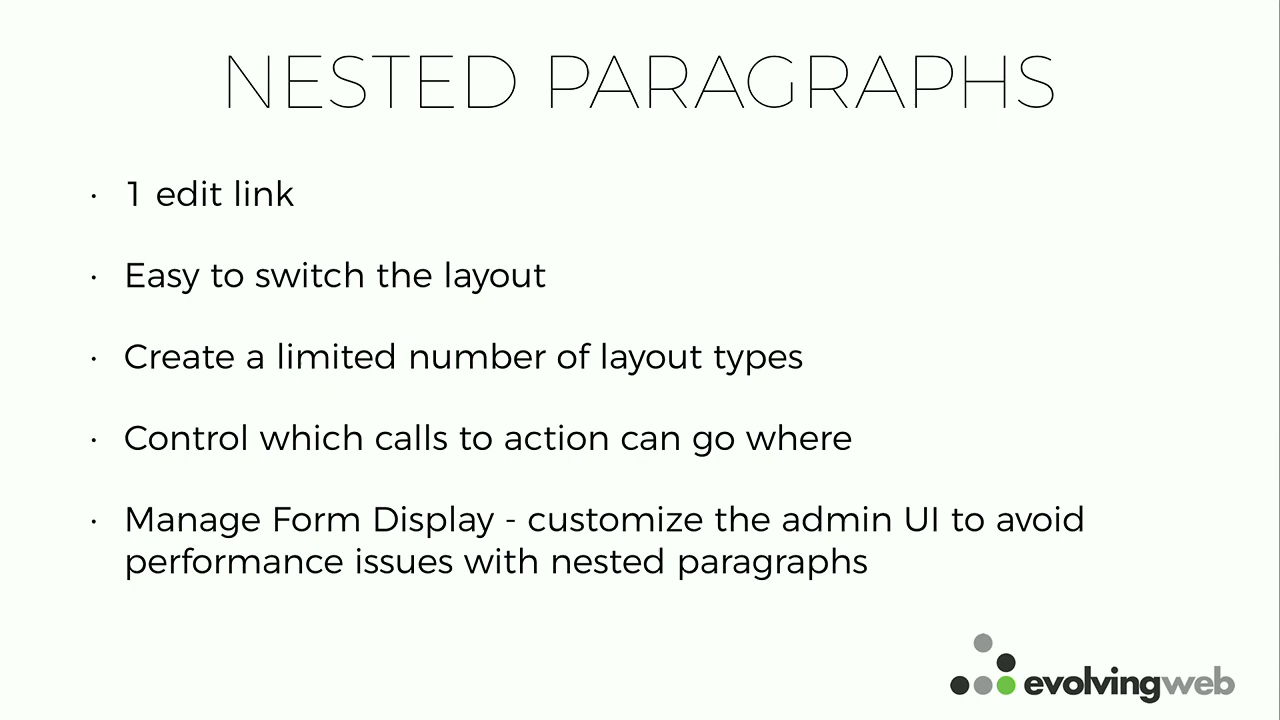 NESTED PARAGRAPHS
· 1 edit link
· Easy to switch the layout
· Create a limited number of layout types
· Control which calls to action can go where
· Manage Form Display - customize the admin UI to avoid
performance issues with nested paragraphs
evolvingweb